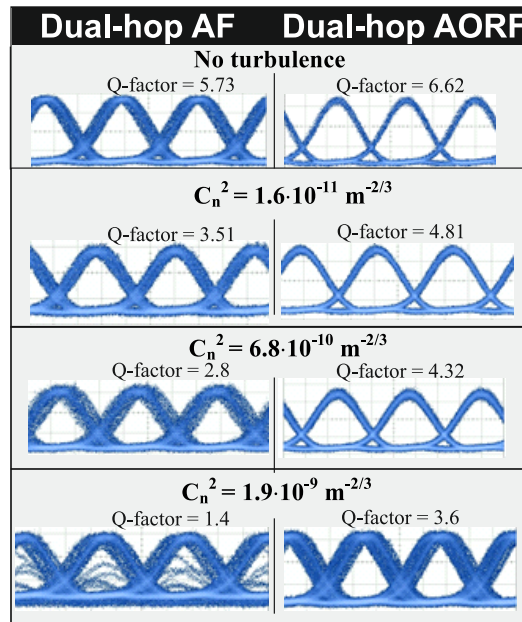 Dual-hop AF Dual-hop AORF
No turbulence
Q-factor = 5.73 Q-factor = 6.62
Cₙ² = 1.6·10⁻¹¹ m⁻²/³
Q-factor = 3.51 Q-factor = 4.81
Cₙ² = 6.8·10⁻¹⁰ m⁻²/³
Q-factor = 2.8 Q-factor = 4.32
Cₙ² = 1.9·10⁻⁹ m⁻²/³
Q-factor = 1.4 Q-factor = 3.6